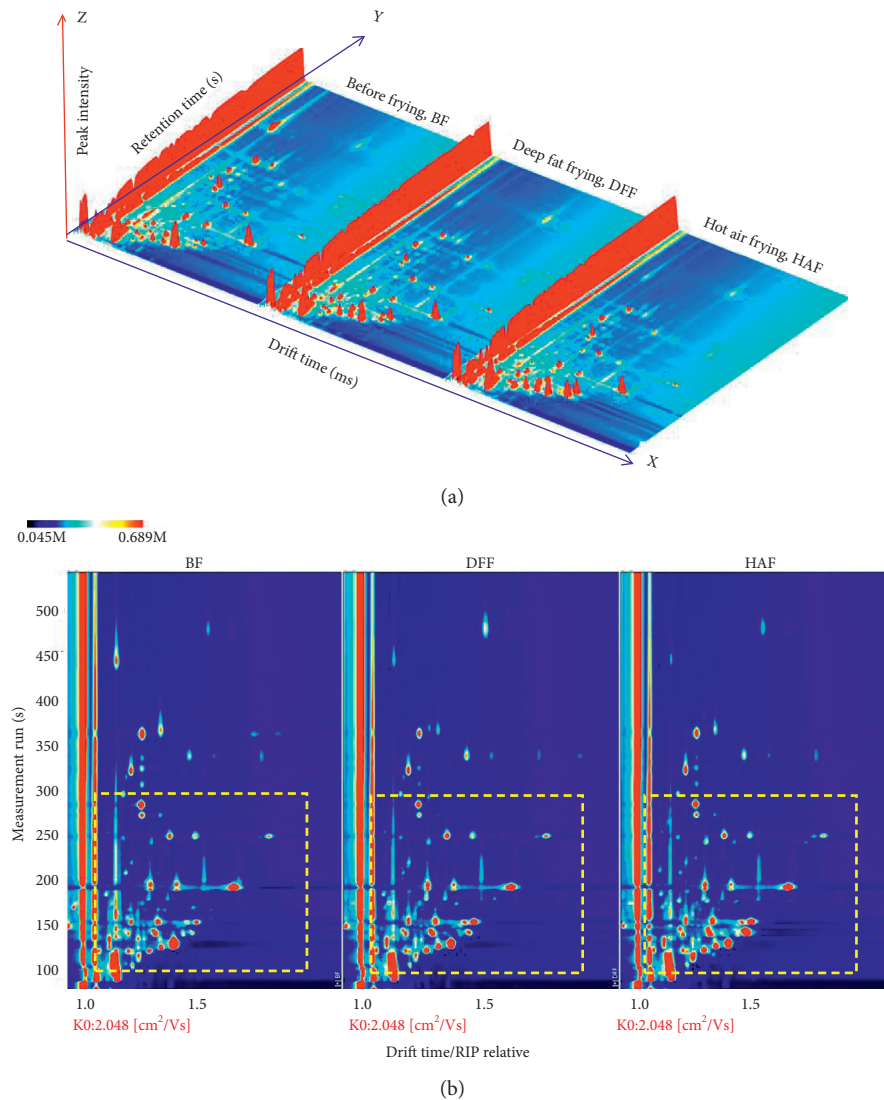 Z
Y
Peak intensity
Retention time (s)
Before frying, BF
Deep fat frying, DFF
Hot air frying, HAF
Drift time (ms)
X
(a)
0.045M 0.689M
BF DFF HAF
Measurement run (s)
500
450
400
350
300
250
200
150
100
1.0 1.5 1.0 1.5 1.0 1.5
K0:2.048 [cm²/Vs] K0:2.048 [cm²/Vs] K0:2.048 [cm²/Vs]
Drift time/RIP relative
(b)